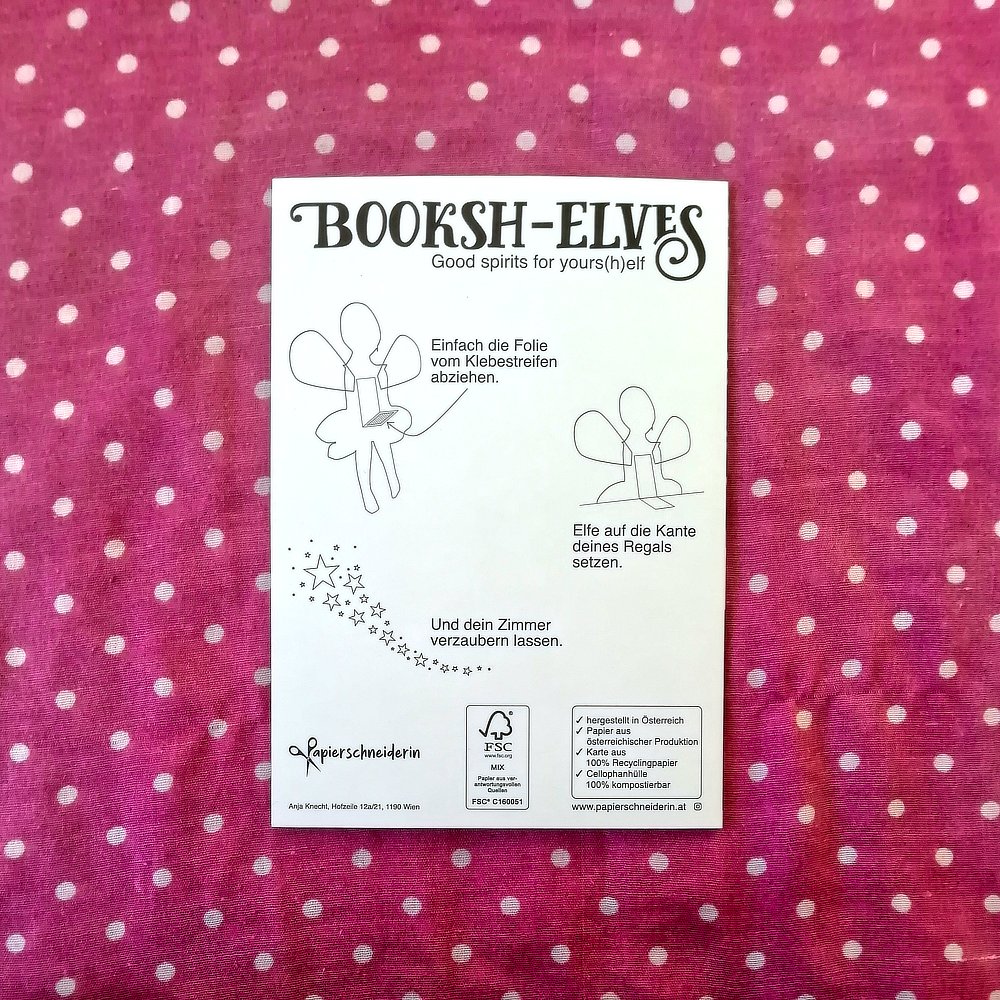 BOOKSH-ELVES
Good spirits for yours(h)elf
Einfach die Folie
vom Klebestreifen
abziehen.
Elfe auf die Kante
deines Regals
setzen.
Und dein Zimmer
verzaubern lassen.
Papierschneiderin
Anja Knecht, Hofzeile 12a/21, 1190 Wien
FSC
www.fsc.org
MIX
Papier aus ver-
antwortungsvollen
Quellen
FSC® C160051
✓ hergestellt in Österreich
✓ Papier aus
österreichischer Produktion
✓ Karte aus
100% Recyclingpapier
✓ Cellophanhülle
100% kompostierbar
www.papierschneiderin.at